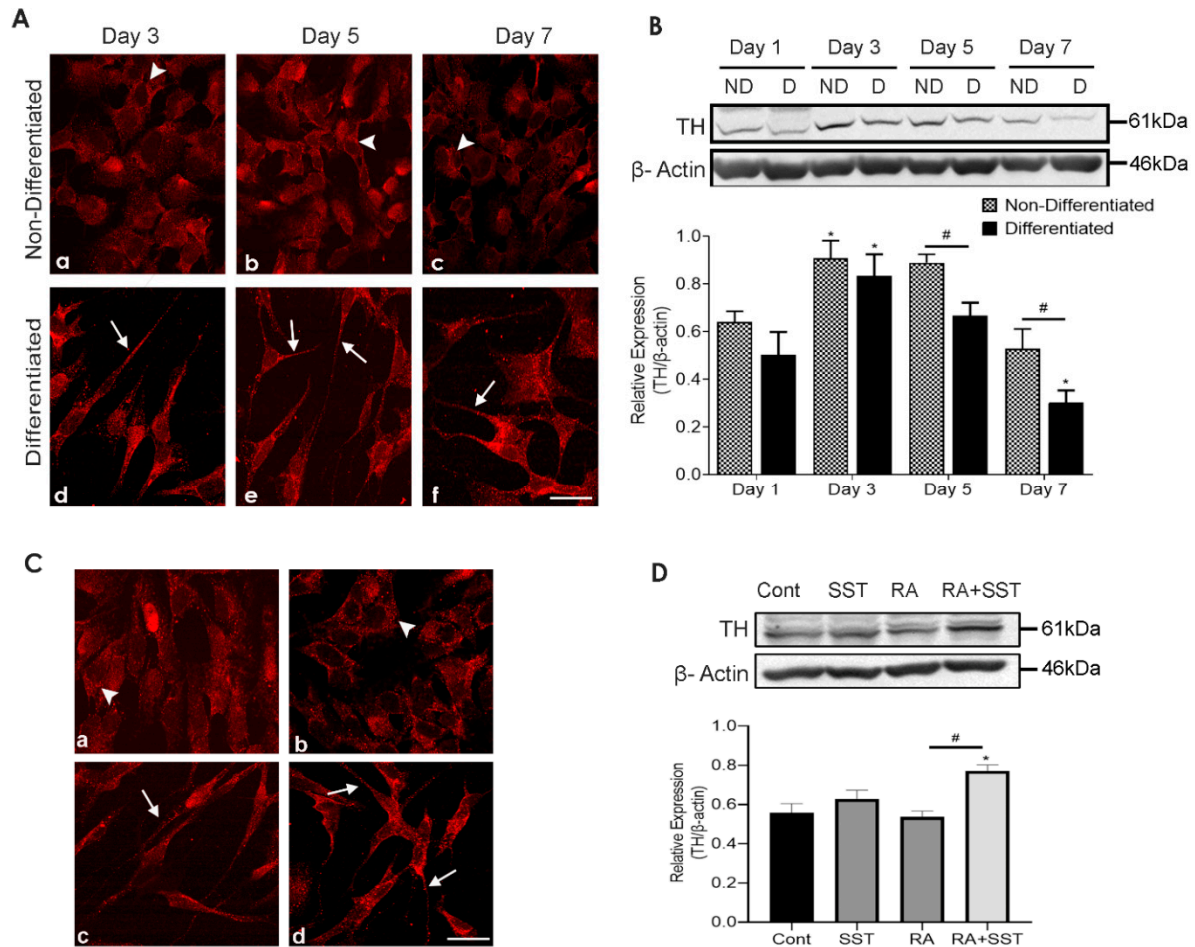 A
Day 3 Day 5 Day 7
Non-Differentiated
a b c
Differentiated
d e f
B
Day 1 Day 3 Day 5 Day 7
ND D ND D ND D ND D
TH 61kDa
β- Actin 46kDa
Non-Differentiated
Differentiated
Relative Expression
(TH/β-actin)
1.0
0.8
0.6
0.4
0.2
0.0
* * # # *
Day 1 Day 3 Day 5 Day 7
C
a b
c d
D
Cont SST RA RA+SST
TH 61kDa
β- Actin 46kDa
Relative Expression
(TH/β-actin)
1.0
0.8
0.6
0.4
0.2
0.0
#
*
Cont SST RA RA+SST